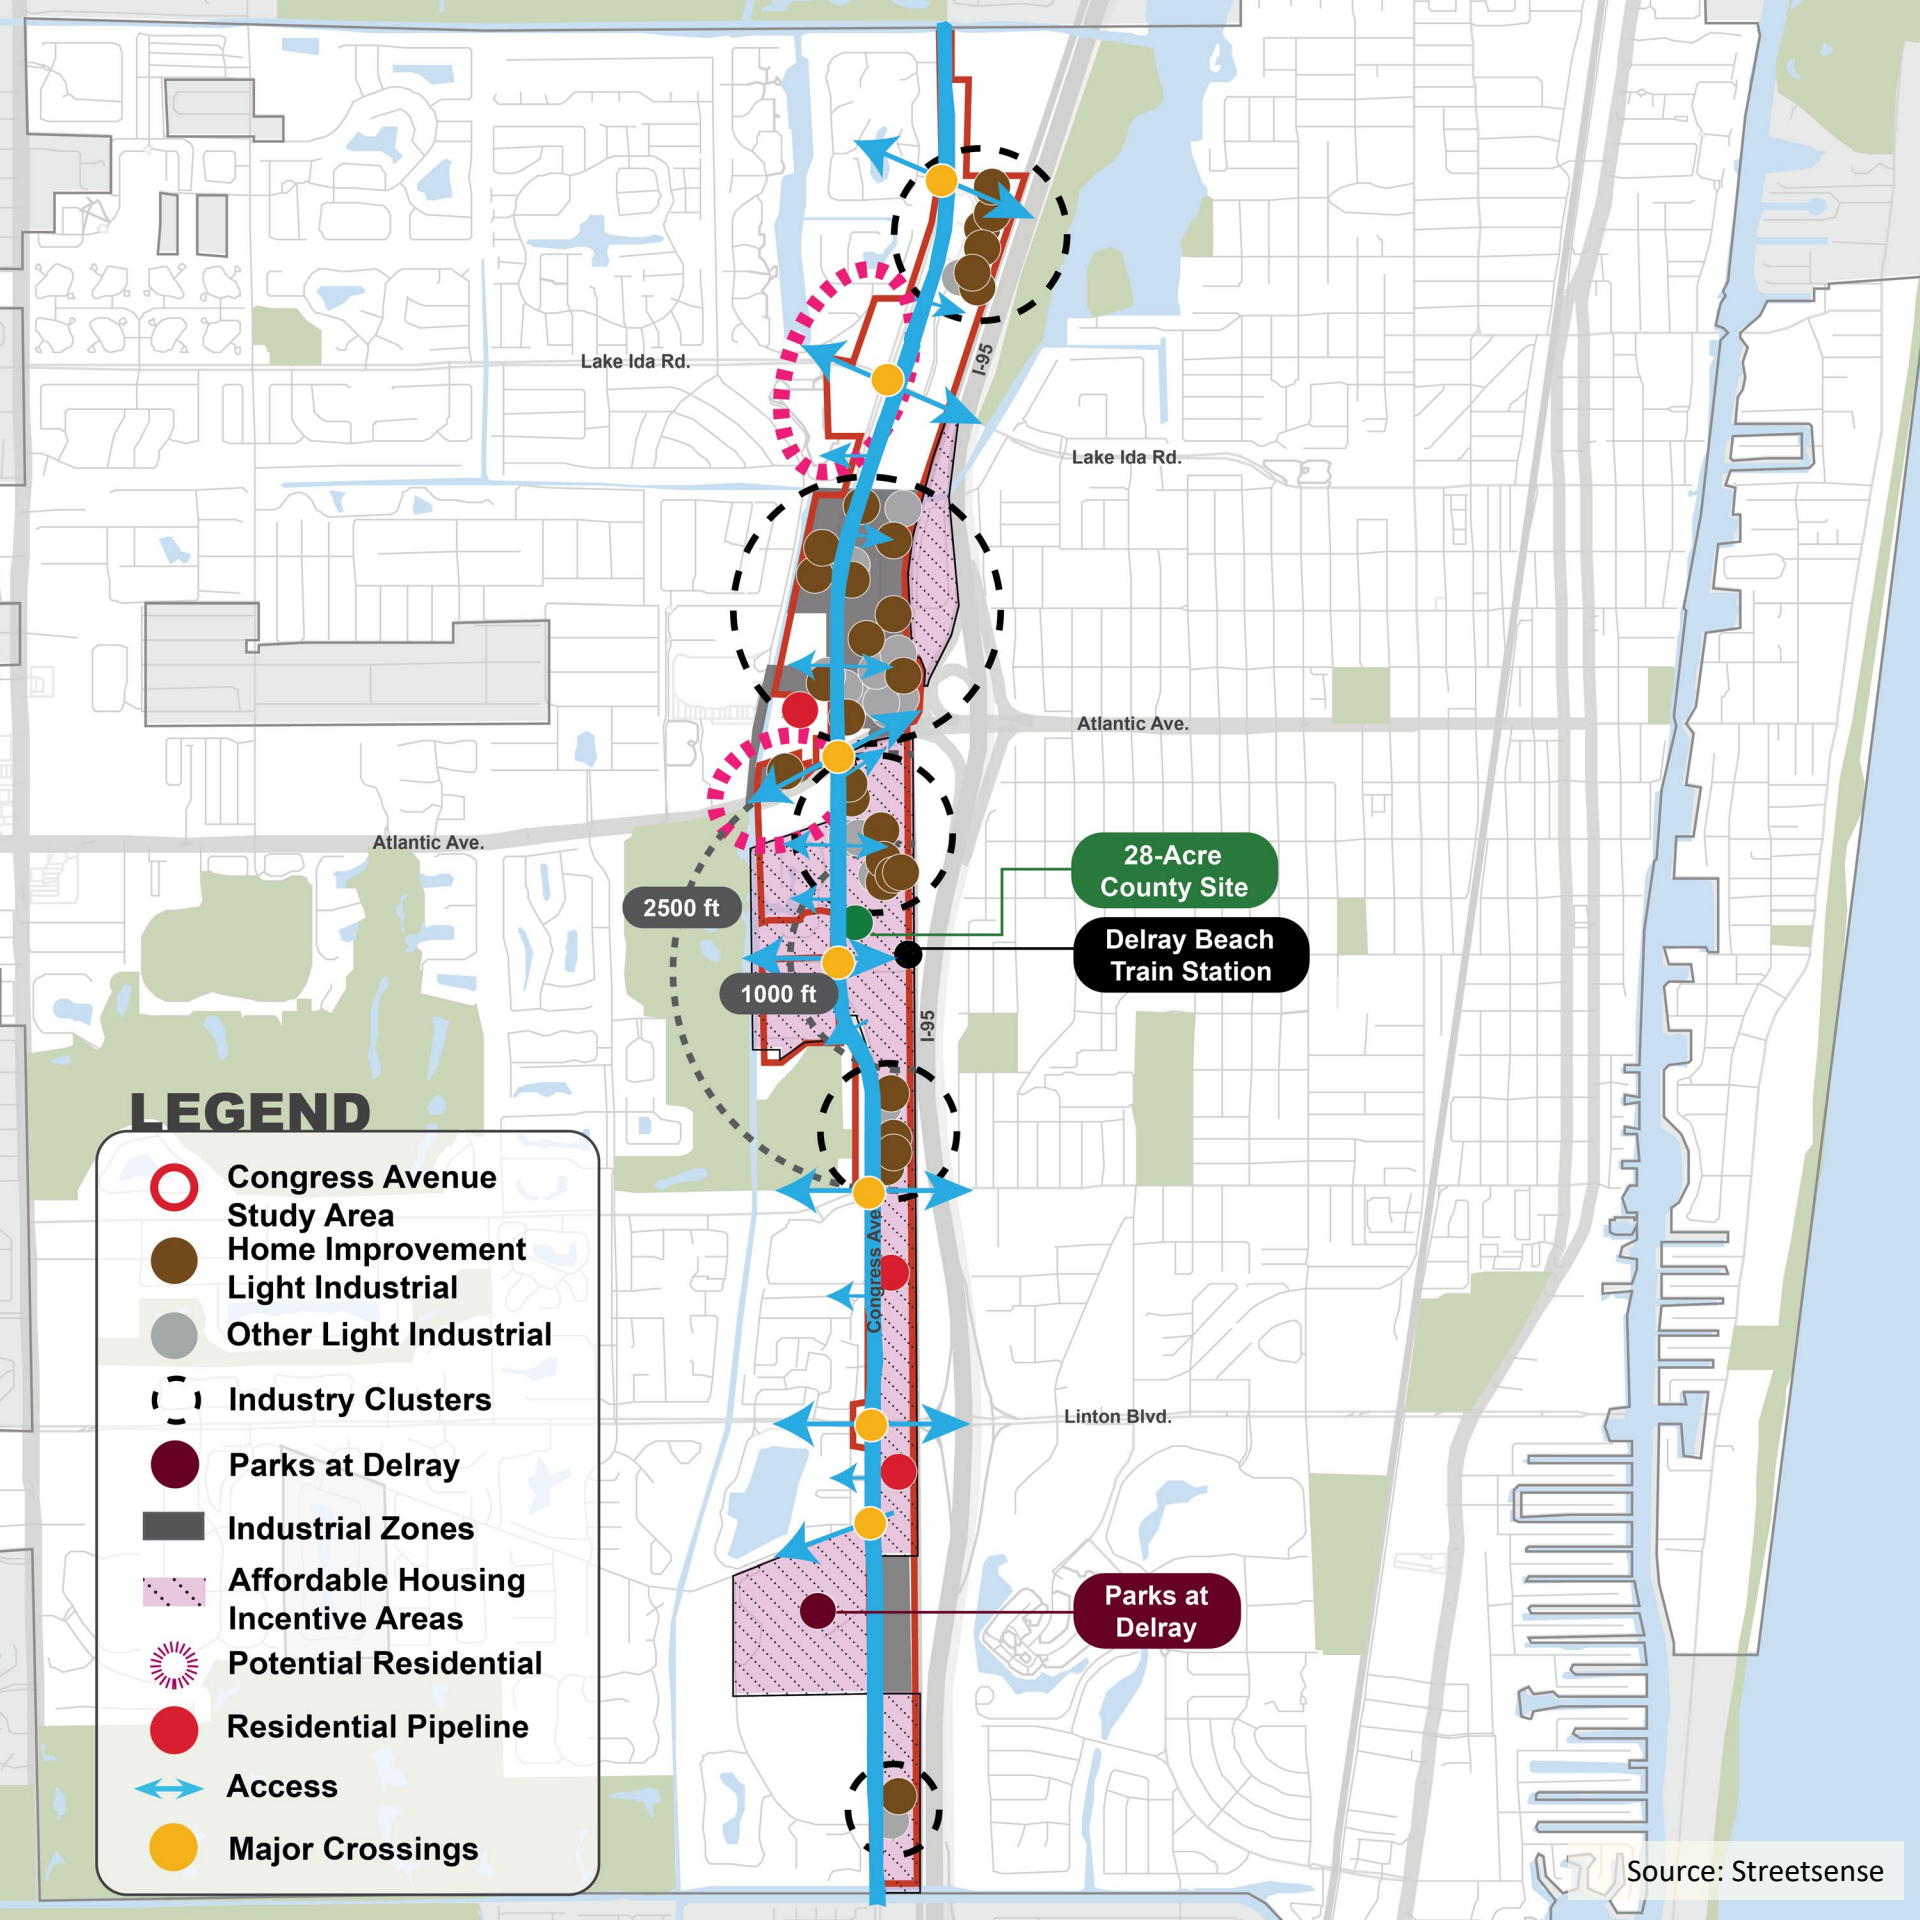 Lake Ida Rd.
I-95
Lake Ida Rd.
Atlantic Ave.
Atlantic Ave.
28-Acre
County Site
2500 ft
Delray Beach
Train Station
1000 ft
I-95
Congress Ave
Linton Blvd.
Parks at
Delray
LEGEND
Congress Avenue
Study Area
Home Improvement
Light Industrial
Other Light Industrial
Industry Clusters
Parks at Delray
Industrial Zones
Affordable Housing
Incentive Areas
Potential Residential
Residential Pipeline
Access
Major Crossings
Source: Streetsense